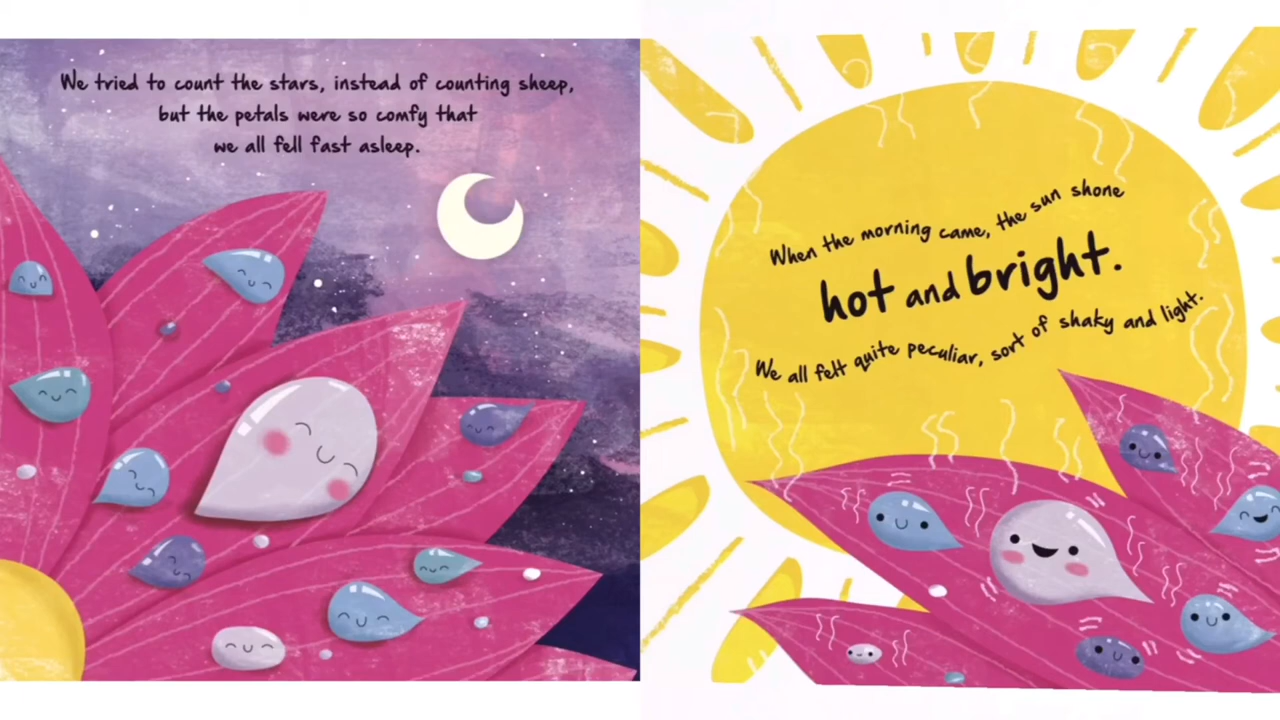 We tried to count the stars, instead of counting sheep,
but the petals were so comfy that
we all fell fast asleep.
When the morning came, the sun shone
hot and bright.
We all felt quite peculiar, sort of shaky and light.